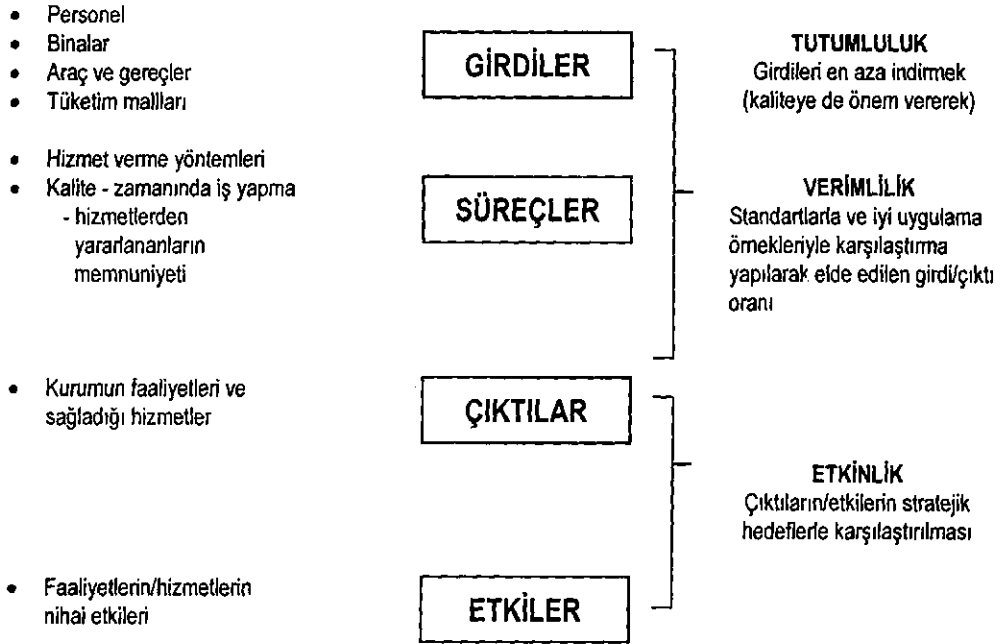 • Personel
• Binalar
• Araç ve gereçler
• Tüketim mallları
GİRDİLER
TUTUMLULUK
Girdileri en aza indirmek
(kaliteye de önem vererek)
• Hizmet verme yöntemleri
• Kalite - zamanında iş yapma
- hizmetlerden
yararlananların
memnuniyeti
SÜREÇLER
VERİMLİLİK
Standartlarla ve iyi uygulama
örnekleriyle karşılaştırma
yapılarak elde edilen girdi/çıktı
oranı
• Kurumun faaliyetleri ve
sağladığı hizmetler
ÇIKTILAR
ETKİNLİK
Çıktıların/etkilerin stratejik
hedeflerle karşılaştırılması
• Faaliyetlerin/hizmetlerin
nihai etkileri
ETKİLER